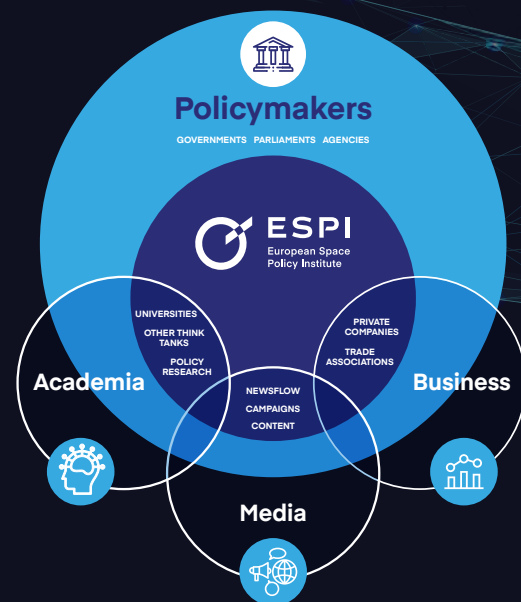 Policymakers
GOVERNMENTS PARLIAMENTS AGENCIES
ESPI
European Space
Policy Institute
UNIVERSITIES
OTHER THINK
TANKS
POLICY
RESEARCH
PRIVATE
COMPANIES
TRADE
ASSOCIATIONS
Academia
Business
NEWSFLOW
CAMPAIGNS
CONTENT
Media